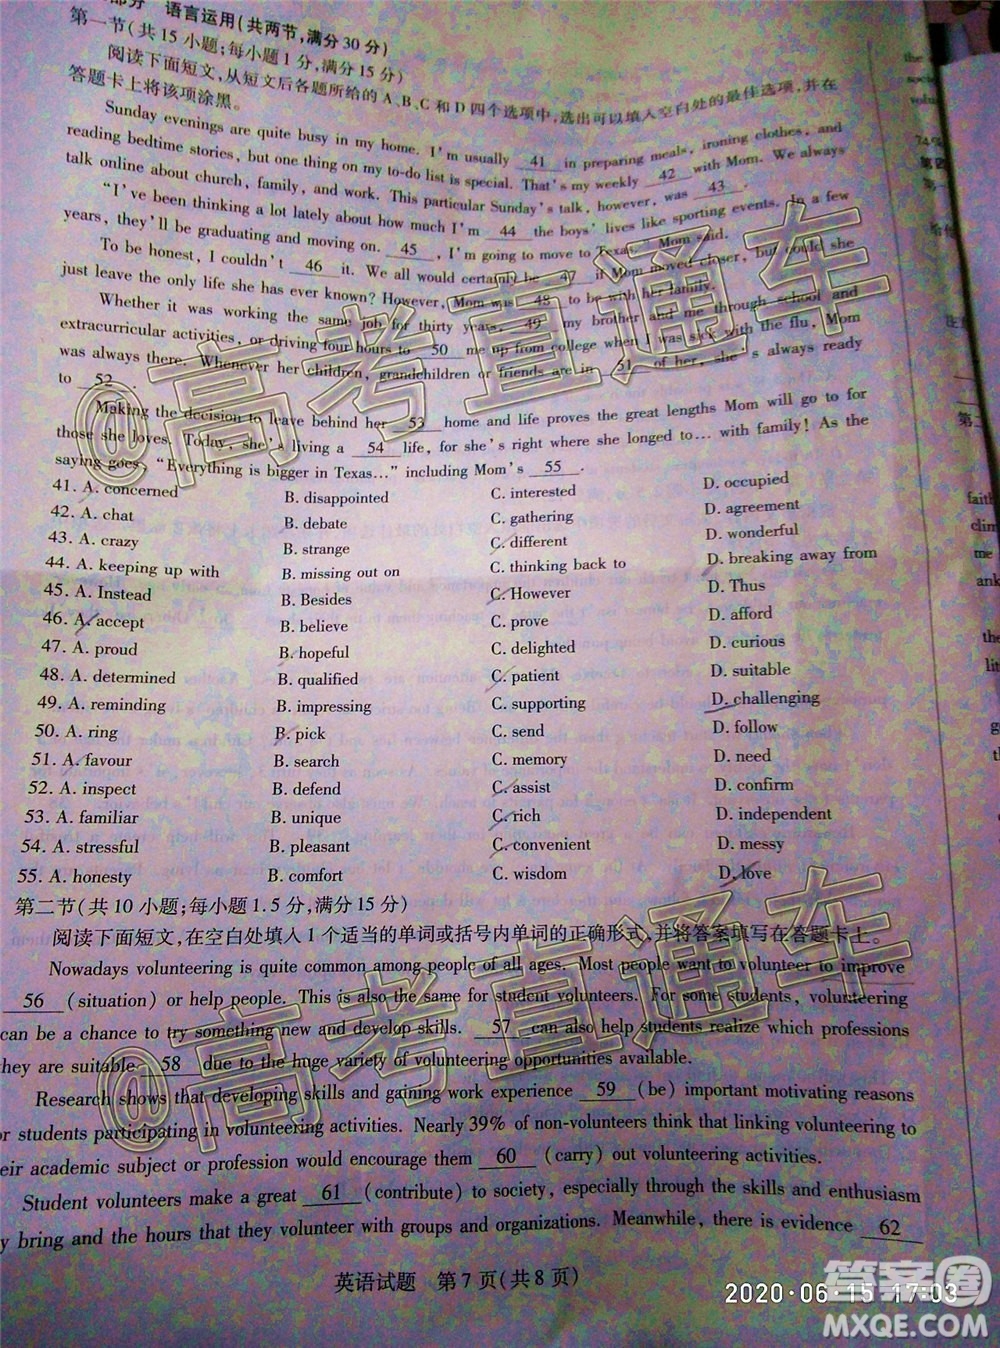 部分 语言运用(共两节,满分30分)
第一节(共15小题;每小题1分,满分15分)
阅读下面短文,从短文后各题所给的A、B、C和D四个选项中,选出可以填入空白处的最佳选项,并在
答题卡上将该项涂黑。
Sunday evenings are quite busy in my home. I'm usually 41 in preparing meals, ironing clothes, and
reading bedtime stories, but one thing on my to-do list is special. That's my weekly 42 with Mom. We always
talk online about church, family, and work. This particular Sunday's talk, however, was 43.
"I've been thinking a lot lately about how much I'm 44 the boys' lives like sporting events. In a few
years, they'll be graduating and moving on. 45, I'm going to move to Texas," Mom said.
To be honest, I couldn't 46 it. We all would certainly be 47 if Mom moved closer, but could she
just leave the only life she has ever known? However, Mom was 48 to be with her family.
Whether it was working the same job for thirty years, 49 my brother and me through school and
extracurricular activities, or driving four hours to 50 me up from college when I was sick with the flu, Mom
was always there. Whenever her children, grandchildren or friends are in 51 of her, she's always ready
to 52.
Making the decision to leave behind her 53 home and life proves the great lengths Mom will go to for
those she loves. Today, she's living a 54 life, for she's right where she longed to… with family! As the
saying goes, "Everything is bigger in Texas…" including Mom's 55.
41. A. concerned B. disappointed C. interested D. occupied
42. A. chat B. debate C. gathering D. agreement
43. A. crazy B. strange C. different D. wonderful
44. A. keeping up with B. missing out on C. thinking back to D. breaking away from
45. A. Instead B. Besides C. However D. Thus
46. A. accept B. believe C. prove D. afford
47. A. proud B. hopeful C. delighted D. curious
48. A. determined B. qualified C. patient D. suitable
49. A. reminding B. impressing C. supporting D. challenging
50. A. ring B. pick C. send D. follow
51. A. favour B. search C. memory D. need
52. A. inspect B. defend C. assist D. credit
53. A. familiar B. unique C. rich D. independent
54. A. stressful B. pleasant C. convenient D. messy
55. A. honesty B. comfort C. wisdom D. love
第二节(共10小题;每小题1.5分,满分15分)
阅读下面短文,在空白处填入1个适当的单词或括号内单词的正确形式,并将答案填写在答题卡上。
Nowadays volunteering is quite common among people of all ages. Most people want to volunteer to improve
56 (situation) or help people. This is also the same for student volunteers. For some students, volunteering
can be a chance to try something new and develop skills. 57 can also help students realize which professions
they are suitable 58 due to the huge variety of volunteering opportunities available.
Research shows that developing skills and gaining work experience 59 (be) important motivating reasons
or students participating in volunteering activities. Nearly 39% of non-volunteers think that linking volunteering to
eir academic subject or profession would encourage them 60 (carry) out volunteering activities.
Student volunteers make a great 61 (contribute) to society, especially through the skills and enthusiasm
y bring and the hours that they volunteer with groups and organizations. Meanwhile, there is evidence 62
英语试题 第7页(共8页)
2020·06·15 17:03
@高考直通车
@高考直通车
答案圈
MXQE.COM